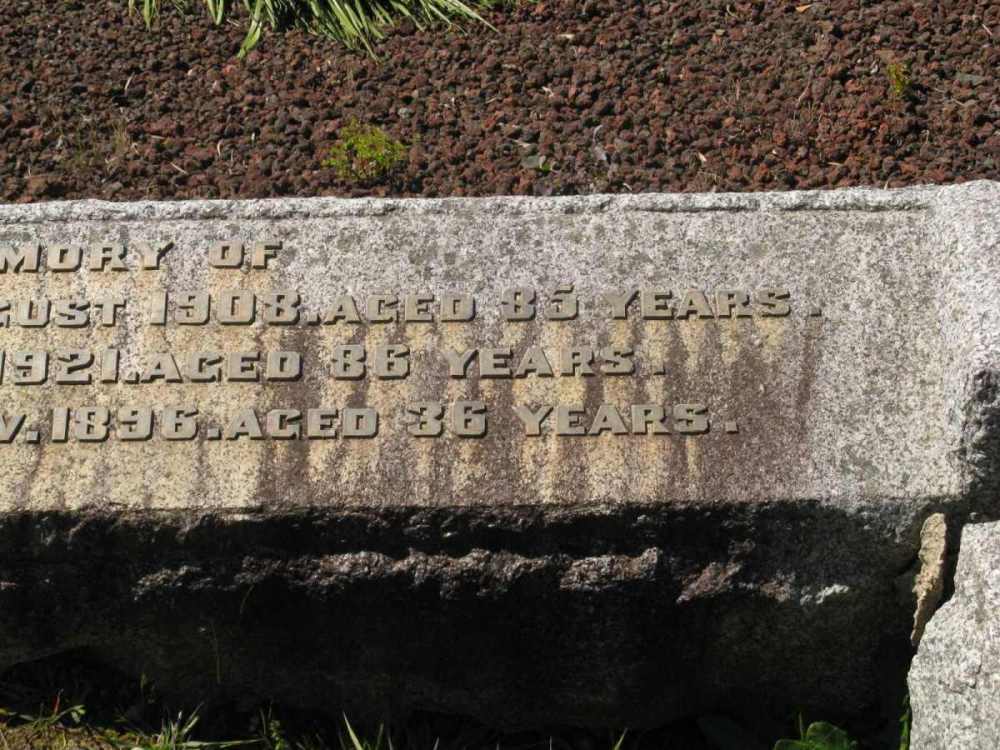 MORY OF
GUST 1908. AGED 85 YEARS.
1921. AGED 86 YEARS.
V. 1896. AGED 36 YEARS.